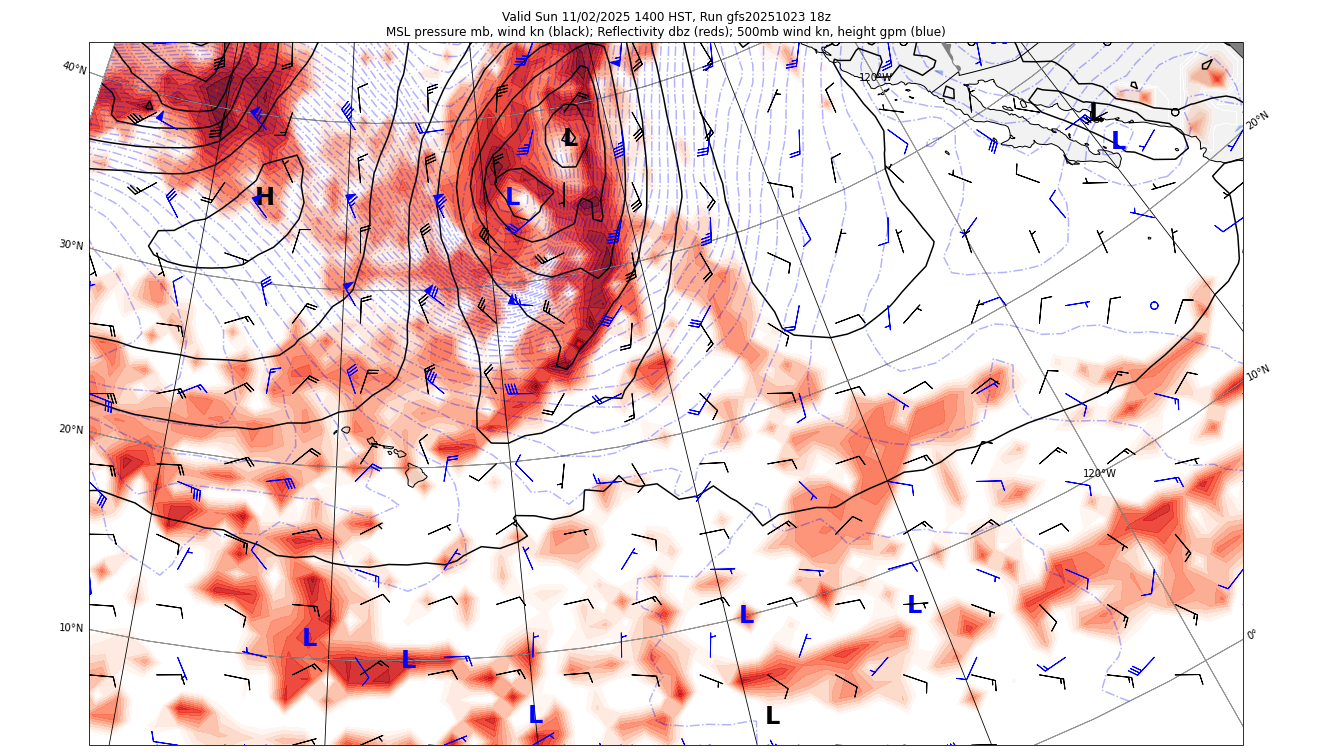 Valid Sun 11/02/2025 1400 HST, Run gfs20251023 18z
MSL pressure mb, wind kn (black); Reflectivity dbz (reds); 500mb wind kn, height gpm (blue)
40°N
120°W
L
20°N
L
L
H
L
30°N
10°N
20°N
120°W
L
L
10°N
L
0°
L
L
L